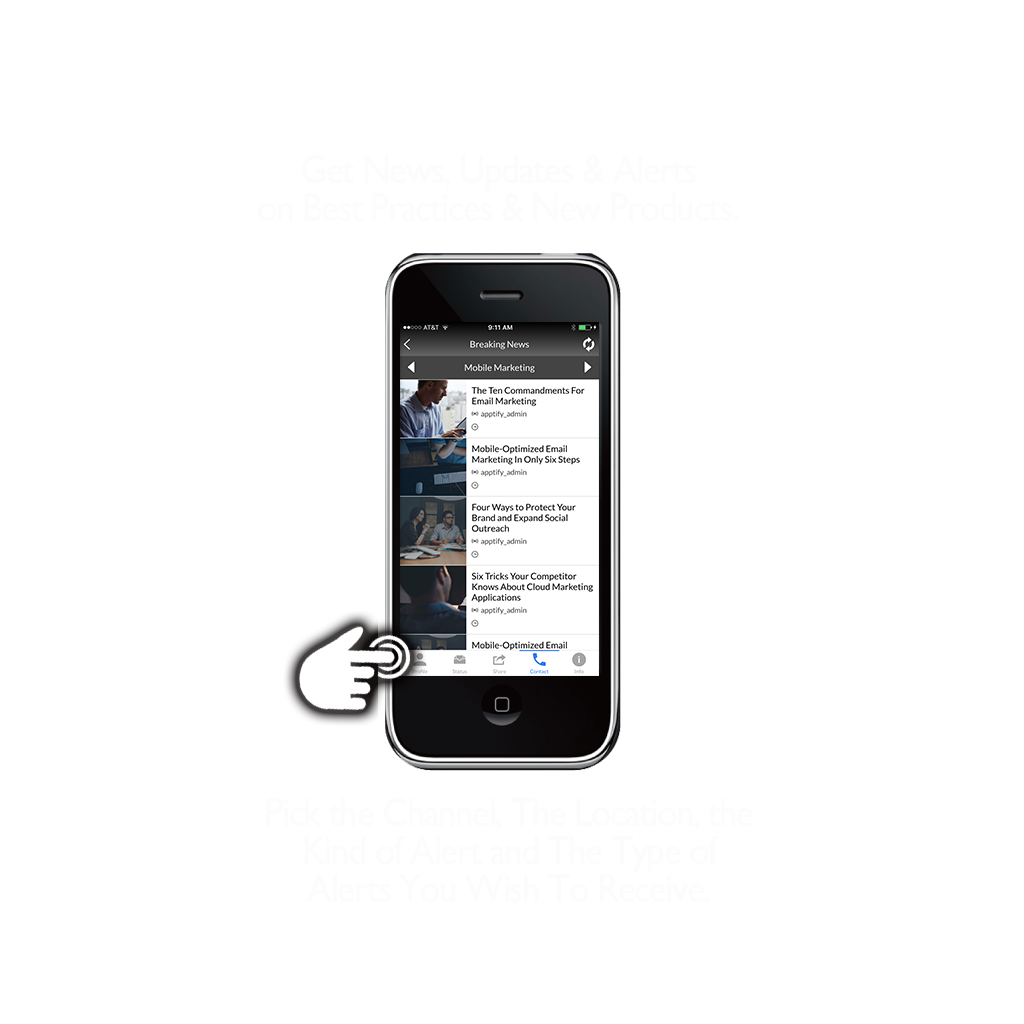 Get News, Updates & Alerts
on Best Practices & New Products.
AT&T
9:11 AM
Breaking News
Mobile Marketing
The Ten Commandments For
Email Marketing
apptify_admin
Mobile-Optimized Email
Marketing In Only Six Steps
apptify_admin
Four Ways to Protect Your
Brand and Expand Social
Outreach
apptify_admin
Six Tricks Your Competitor
Knows About Cloud Marketing
Applications
apptify_admin
Mobile-Optimized Email
Status
Share
Contact
Info
Pick the Channel, The Location, the
Kind of Alert and The Type of
Alerts You Wish To Receive.